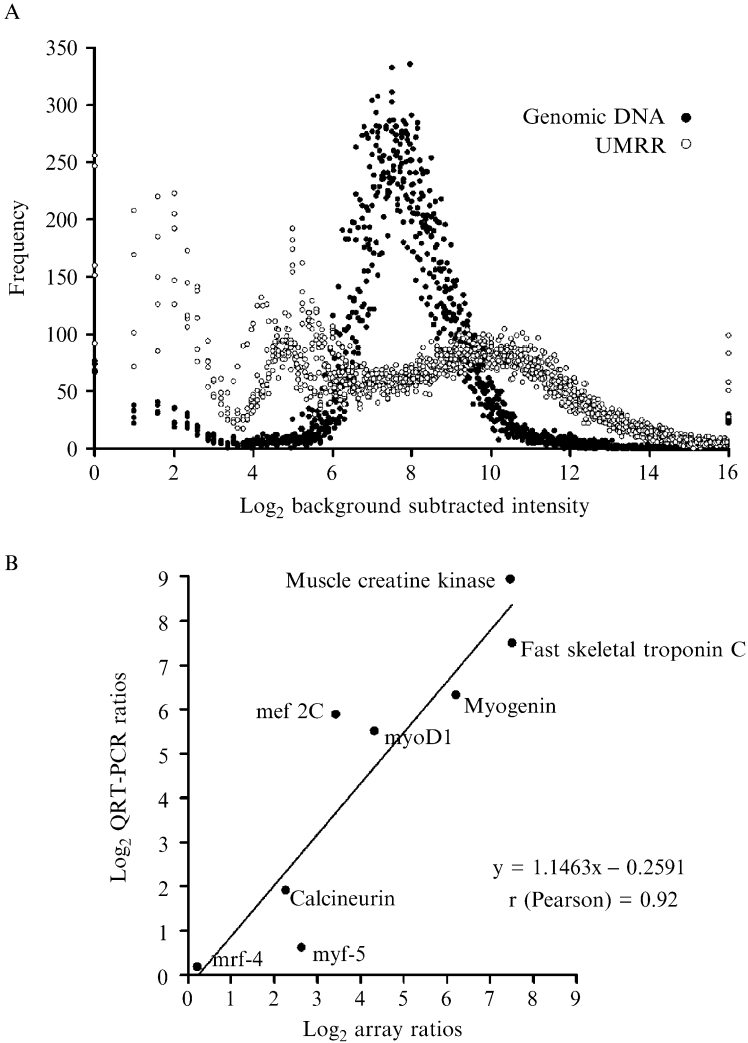 A
350
300
250
200
150
100
50
0
Frequency
Genomic DNA
UMRR
0 2 4 6 8 10 12 14 16
Log₂ background subtracted intensity
B
9
8
7
6
5
4
3
2
1
0
Log₂ QRT-PCR ratios
Muscle creatine kinase
Fast skeletal troponin C
Myogenin
mef 2C
myoD1
y = 1.1463x – 0.2591
r (Pearson) = 0.92
Calcineurin
myf-5
mrf-4
0 1 2 3 4 5 6 7 8 9
Log₂ array ratios